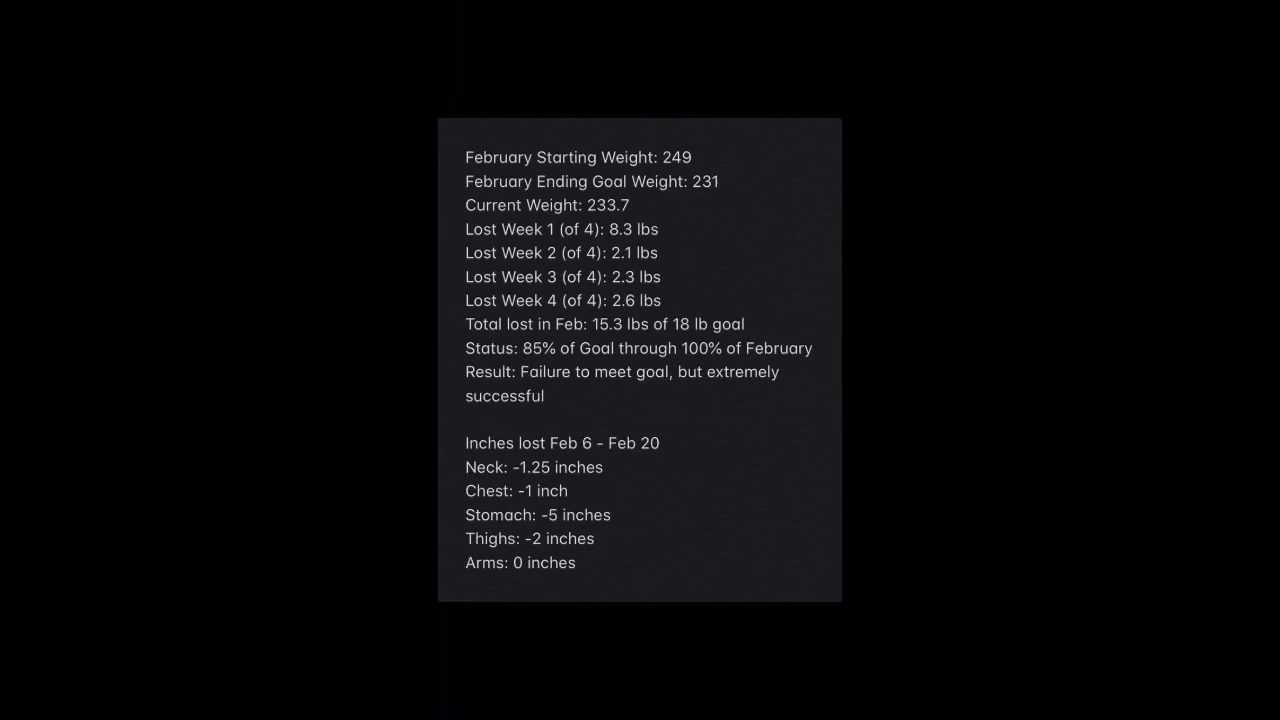 February Starting Weight: 249
February Ending Goal Weight: 231
Current Weight: 233.7
Lost Week 1 (of 4): 8.3 lbs
Lost Week 2 (of 4): 2.1 lbs
Lost Week 3 (of 4): 2.3 lbs
Lost Week 4 (of 4): 2.6 lbs
Total lost in Feb: 15.3 lbs of 18 lb goal
Status: 85% of Goal through 100% of February
Result: Failure to meet goal, but extremely
successful
Inches lost Feb 6 - Feb 20
Neck: -1.25 inches
Chest: -1 inch
Stomach: -5 inches
Thighs: -2 inches
Arms: 0 inches